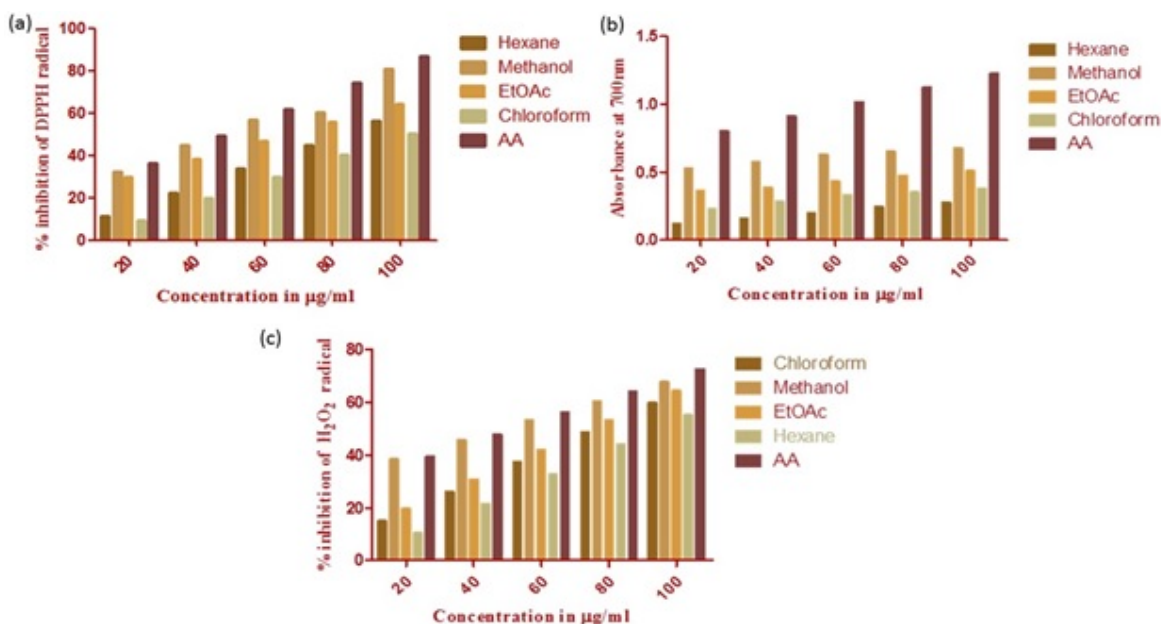 (a)
% inhibition of DPPH radical
100
80
60
40
20
0
20
40
60
80
100
Concentration in µg/ml
Hexane
Methanol
EtOAc
Chloroform
AA
(b)
Absorbance at 700nm
1.5
1.0
0.5
0.0
20
40
60
80
100
Concentration in µg/ml
Hexane
Methanol
EtOAc
Chloroform
AA
(c)
% inhibition of H₂O₂ radical
80
60
40
20
0
20
40
60
80
100
Concentration in µg/ml
Chloroform
Methanol
EtOAc
Hexane
AA